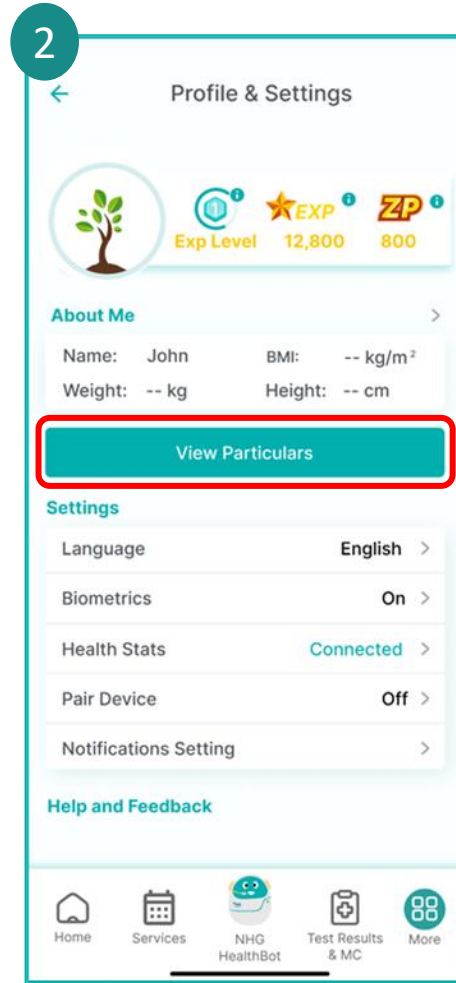 2
Profile & Settings
1
EXP ZP
Exp Level 12,800 800
About Me
Name: John BMI: -- kg/m²
Weight: -- kg Height: -- cm
View Particulars
Settings
Language English
Biometrics On
Health Stats Connected
Pair Device Off
Notifications Setting
Help and Feedback
Home Services NHG Test Results More
HealthBot & MC